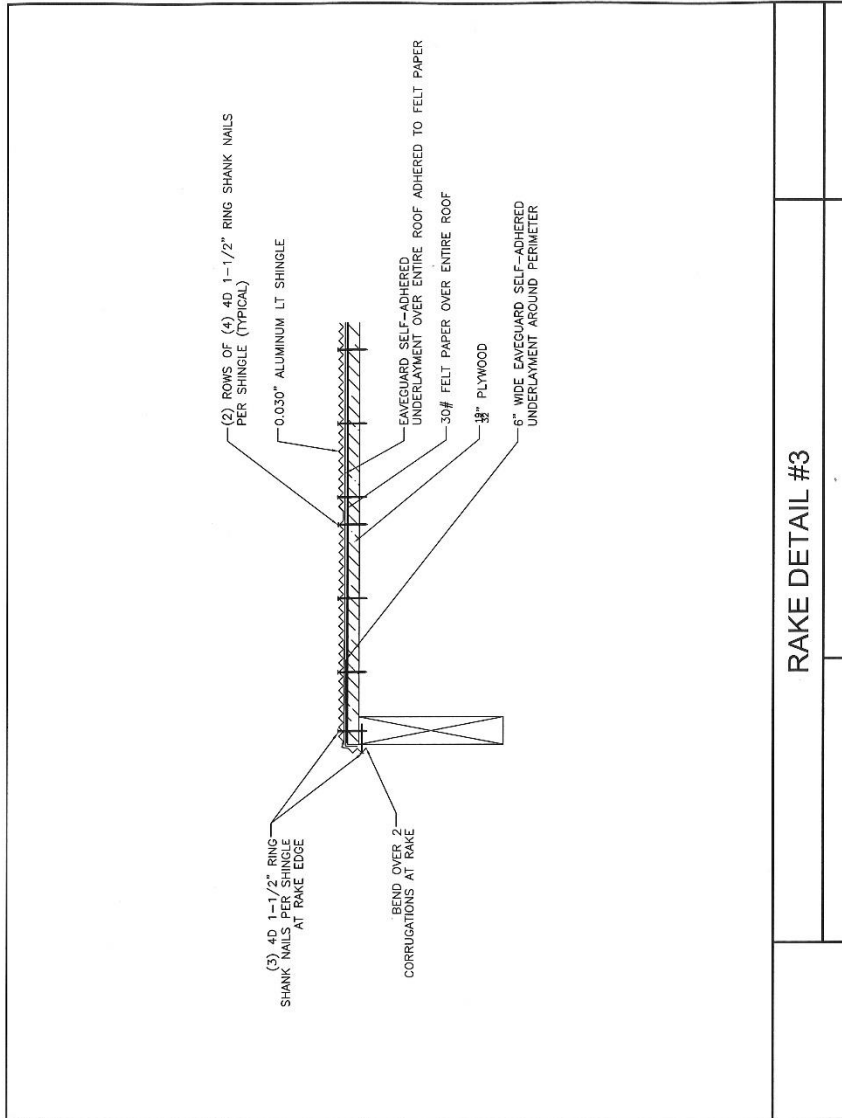 (2) ROWS OF (4) 4D 1-1/2" RING SHANK NAILS
PER SHINGLE (TYPICAL)
0.030" ALUMINUM LT SHINGLE
EAVEGUARD SELF-ADHERED
UNDERLAYMENT OVER ENTIRE ROOF ADHERED TO FELT PAPER
30# FELT PAPER OVER ENTIRE ROOF
19/32" PLYWOOD
6" WIDE EAVEGUARD SELF-ADHERED
UNDERLAYMENT AROUND PERIMETER
(3) 4D 1-1/2" RING
SHANK NAILS PER SHINGLE
AT RAKE EDGE
BEND OVER 2
CORRUGATIONS AT RAKE
RAKE DETAIL #3